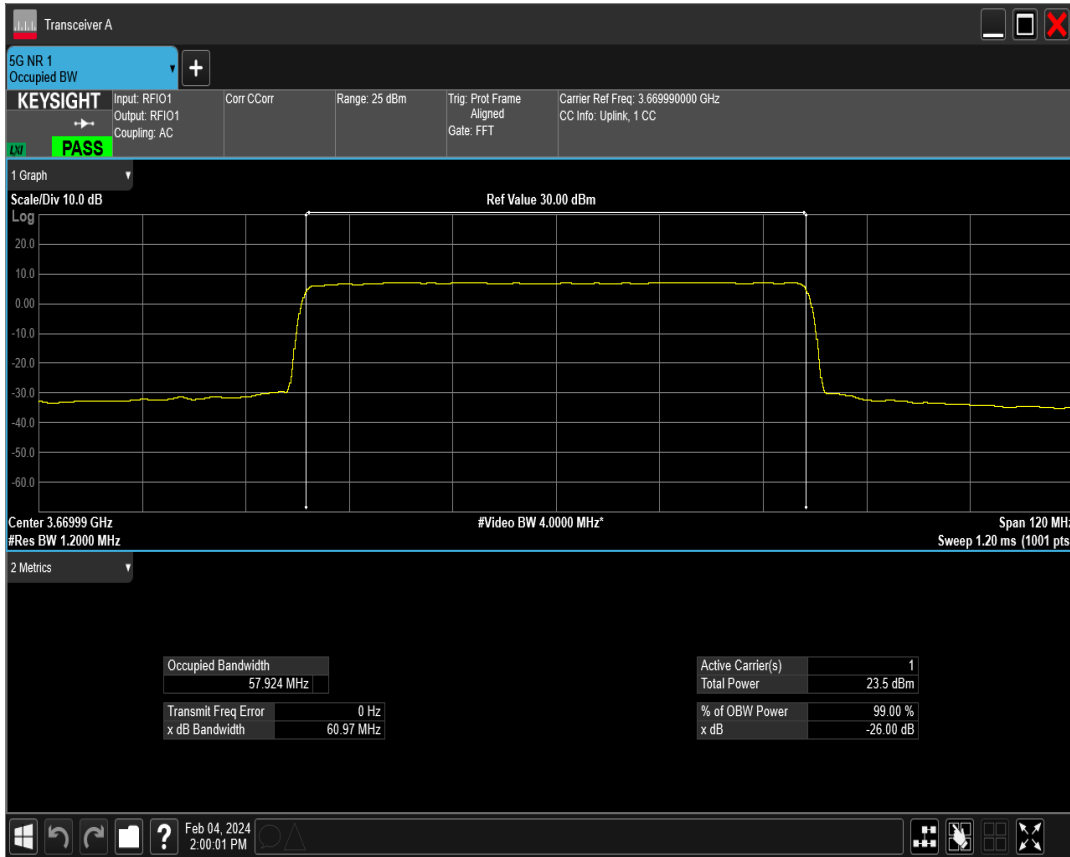 Transceiver A
5G NR 1
Occupied BW
KEYSIGHT
LXI
PASS
Input: RFIO1
Output: RFIO1
Coupling: AC
Corr CCorr
Range: 25 dBm
Trig: Prot Frame
Aligned
Gate: FFT
Carrier Ref Freq: 3.669990000 GHz
CC Info: Uplink, 1 CC
1 Graph
Scale/Div 10.0 dB
Ref Value 30.00 dBm
Log
20.0
10.0
0.00
-10.0
-20.0
-30.0
-40.0
-50.0
-60.0
Center 3.66999 GHz
#Video BW 4.0000 MHz*
Span 120 MHz
#Res BW 1.2000 MHz
Sweep 1.20 ms (1001 pts
2 Metrics
Occupied Bandwidth
57.924 MHz
Transmit Freq Error 0 Hz
x dB Bandwidth 60.97 MHz
Active Carrier(s) 1
Total Power 23.5 dBm
% of OBW Power 99.00 %
x dB -26.00 dB
?
Feb 04, 2024
2:00:01 PM